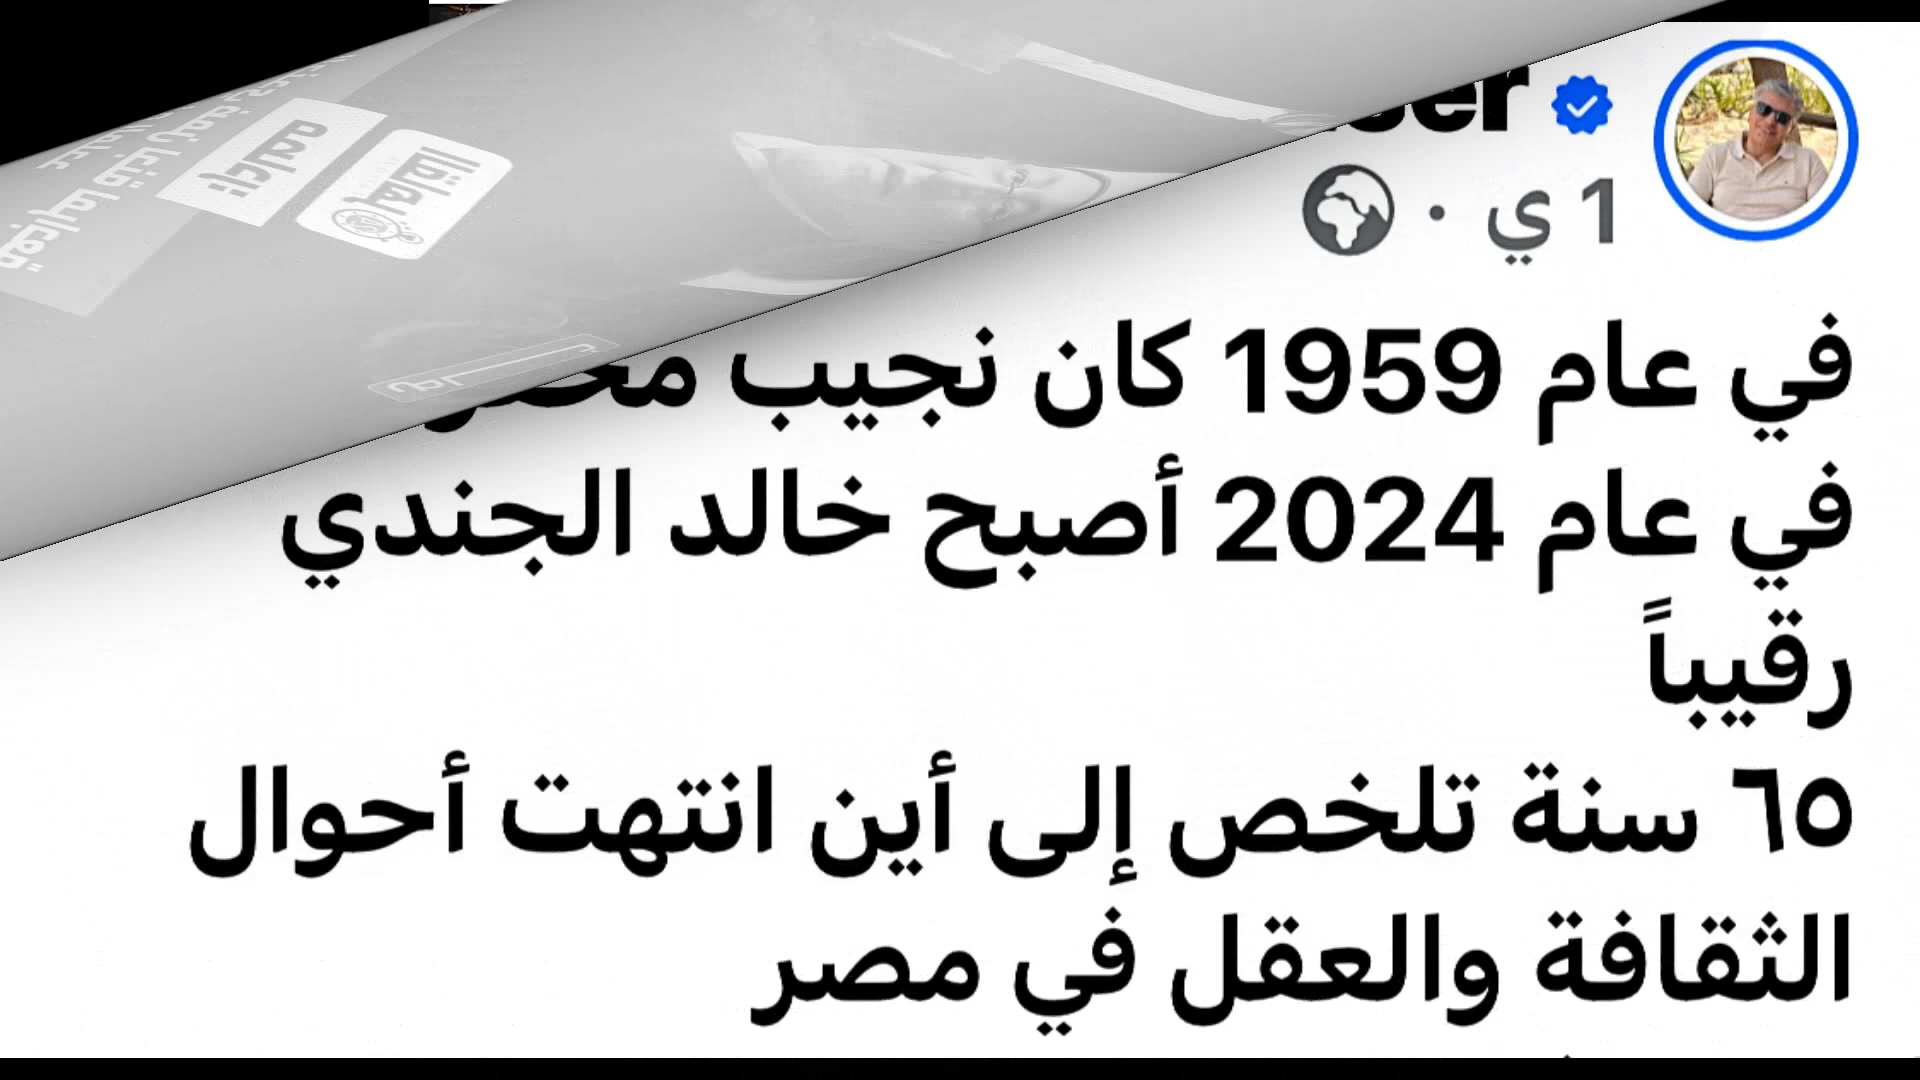 1 ي
في عام 1959 كان نجيب
في عام 2024 أصبح خالد الجندي
رقيباً
٦٥ سنة تلخص إلى أين انتهت أحوال
الثقافة والعقل في مصر